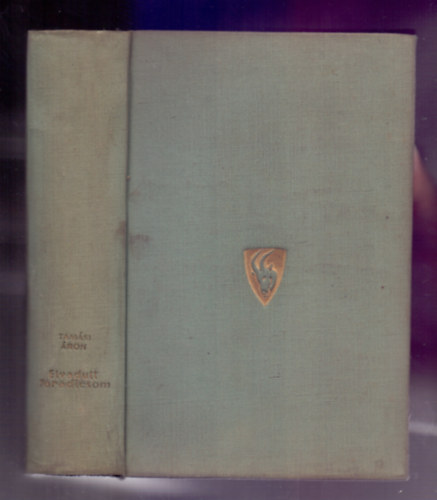 TAMÁSI
ÁRON
Elvadult
Paradicsom